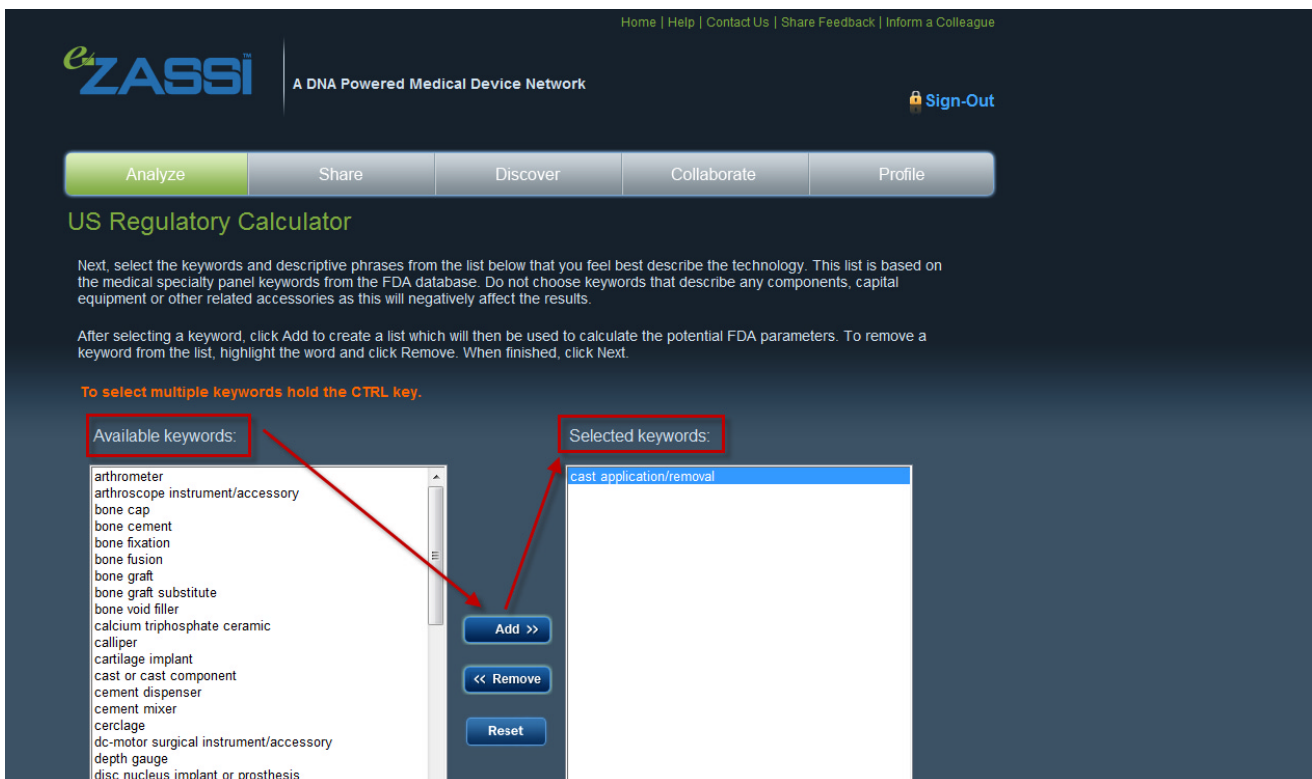 Home | Help | Contact Us | Share Feedback | Inform a Colleague
e-ZASSI™
A DNA Powered Medical Device Network
Sign-Out
Analyze Share Discover Collaborate Profile
US Regulatory Calculator
Next, select the keywords and descriptive phrases from the list below that you feel best describe the technology. This list is based on
the medical specialty panel keywords from the FDA database. Do not choose keywords that describe any components, capital
equipment or other related accessories as this will negatively affect the results.
After selecting a keyword, click Add to create a list which will then be used to calculate the potential FDA parameters. To remove a
keyword from the list, highlight the word and click Remove. When finished, click Next.
To select multiple keywords hold the CTRL key.
Available keywords:
arthrometer
arthroscope instrument/accessory
bone cap
bone cement
bone fixation
bone fusion
bone graft
bone graft substitute
bone void filler
calcium triphosphate ceramic
calliper
cartilage implant
cast or cast component
cement dispenser
cement mixer
cerclage
dc-motor surgical instrument/accessory
depth gauge
disc nucleus implant or prosthesis
Add >>
<< Remove
Reset
Selected keywords:
cast application/removal